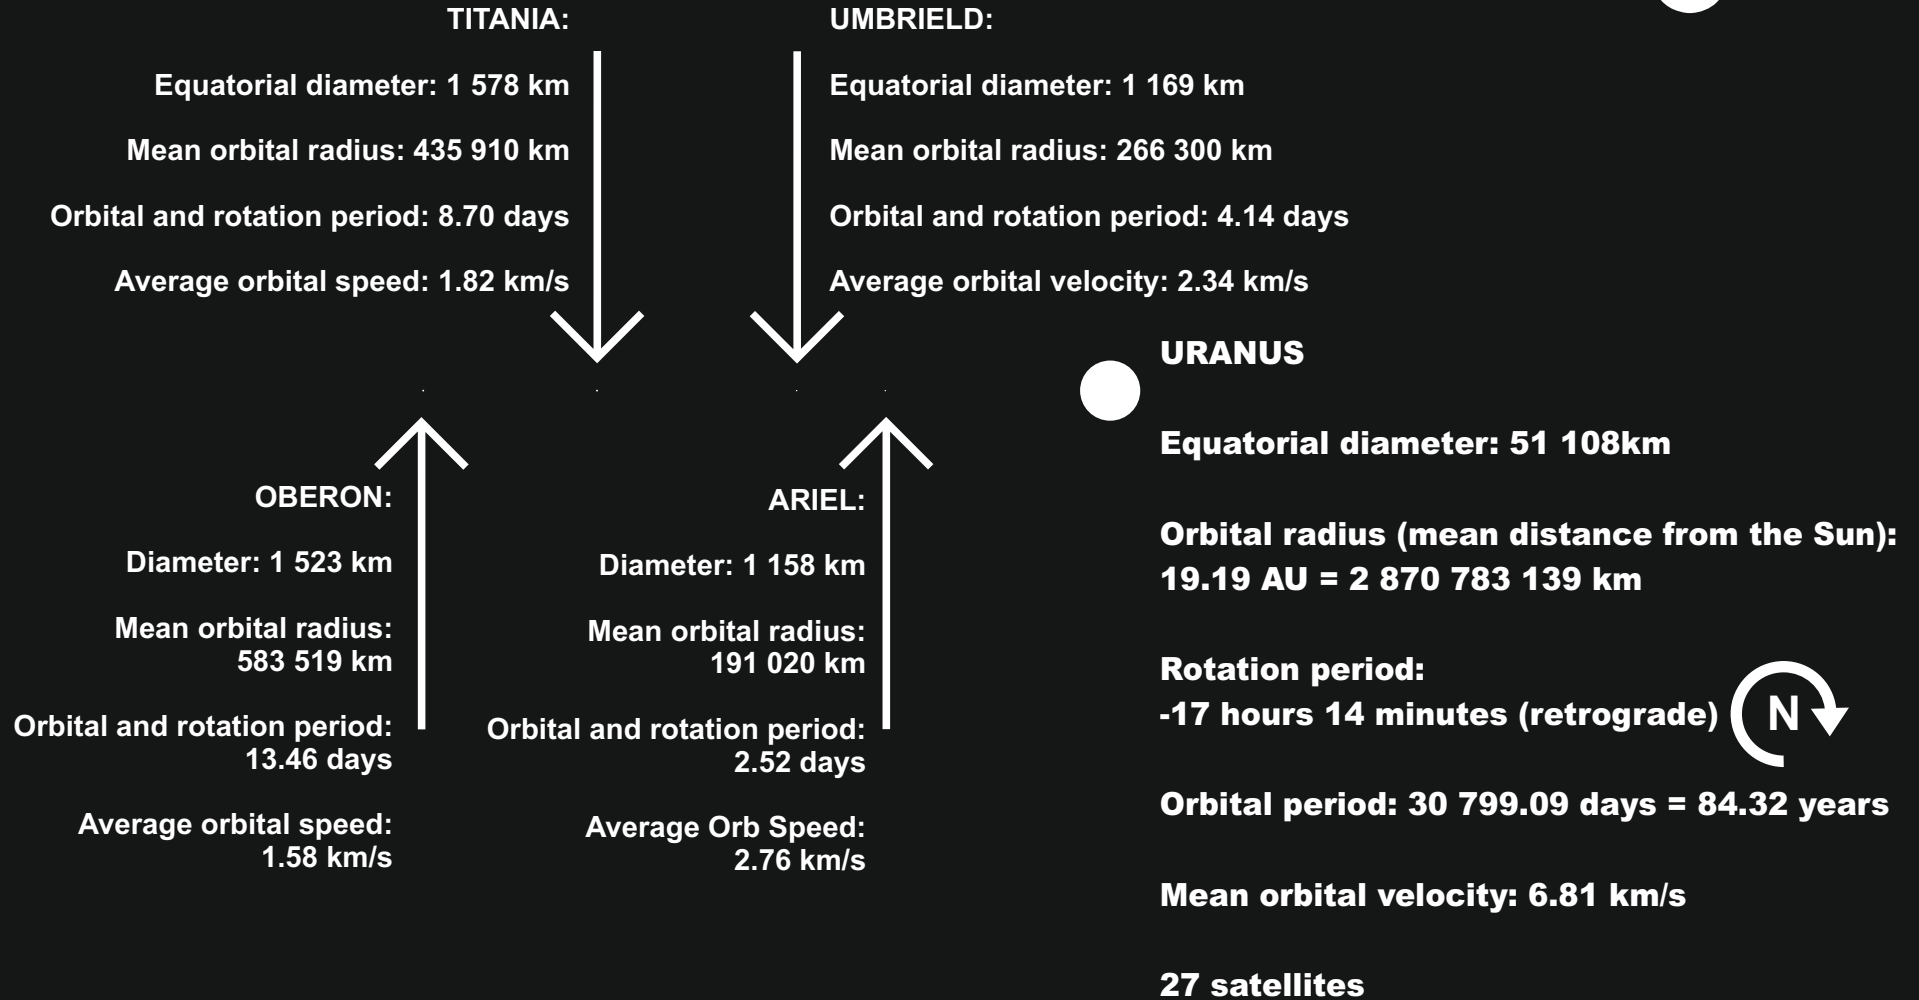 TITANIA:
Equatorial diameter: 1 578 km
Mean orbital radius: 435 910 km
Orbital and rotation period: 8.70 days
Average orbital speed: 1.82 km/s
UMBRIELD:
Equatorial diameter: 1 169 km
Mean orbital radius: 266 300 km
Orbital and rotation period: 4.14 days
Average orbital velocity: 2.34 km/s
OBERON:
Diameter: 1 523 km
Mean orbital radius:
583 519 km
Orbital and rotation period:
13.46 days
Average orbital speed:
1.58 km/s
ARIEL:
Diameter: 1 158 km
Mean orbital radius:
191 020 km
Orbital and rotation period:
2.52 days
Average Orb Speed:
2.76 km/s
URANUS
Equatorial diameter: 51 108km
Orbital radius (mean distance from the Sun):
19.19 AU = 2 870 783 139 km
Rotation period:
-17 hours 14 minutes (retrograde)
N
Orbital period: 30 799.09 days = 84.32 years
Mean orbital velocity: 6.81 km/s
27 satellites